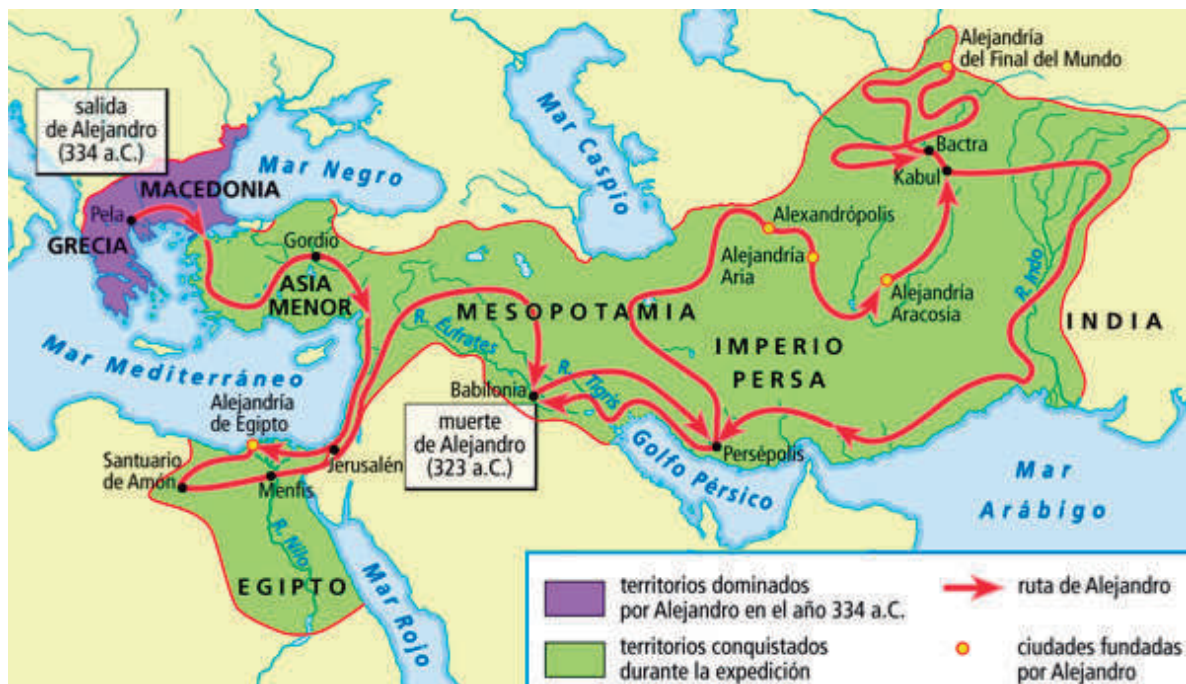 salida
de Alejandro
(334 a.C.)
MACEDONIA
Pela
GRECIA
Mar Negro
Gordio
ASIA
MENOR
Mar Caspio
Alejandría
del Final del Mundo
Bactra
Kabul
Alexandrópolis
Alejandría
Aria
Alejandría
Aracosia
R. Indo
INDIA
MESOPOTAMIA
R. Éufrates
R. Tigris
IMPERIO
PERSA
Mar Mediterráneo
Alejandría
de Egipto
Babilonia
muerte
de Alejandro
(323 a.C.)
Santuario
de Amón
Menfis
Jerusalén
Persépolis
Golfo Pérsico
Mar
Arábigo
R. Nilo
EGIPTO
Mar Rojo
territorios dominados
por Alejandro en el año 334 a.C.
territorios conquistados
durante la expedición
ruta de Alejandro
ciudades fundadas
por Alejandro